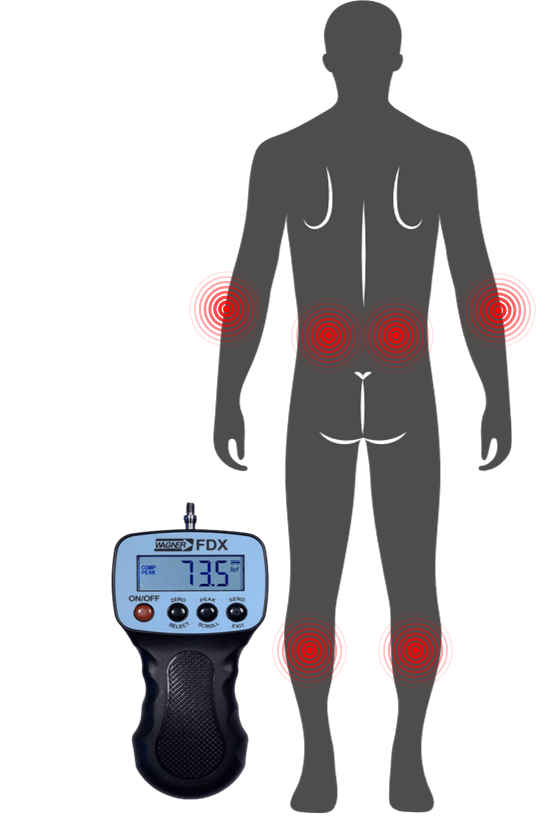 WAGNER FDX
COMP
PEAK
73.5
lbf
ON/OFF
ZERO PEAK SEND
SELECT SCROLL EXIT